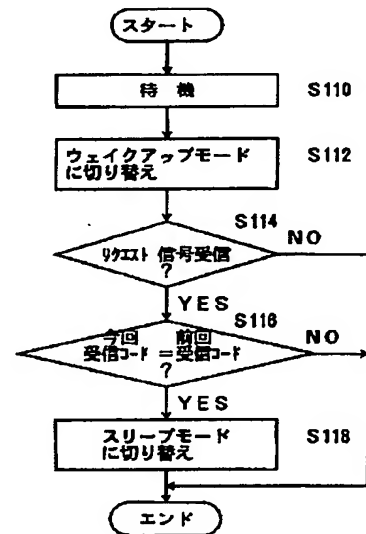 スタート
待機
S110
ウェイクアップモード
に切り替え
S112
S114
リクエスト 信号受信
?
NO
YES
S116
今回 前回
受信コード = 受信コード
?
NO
YES
スリープモード
に切り替え
S118
エンド